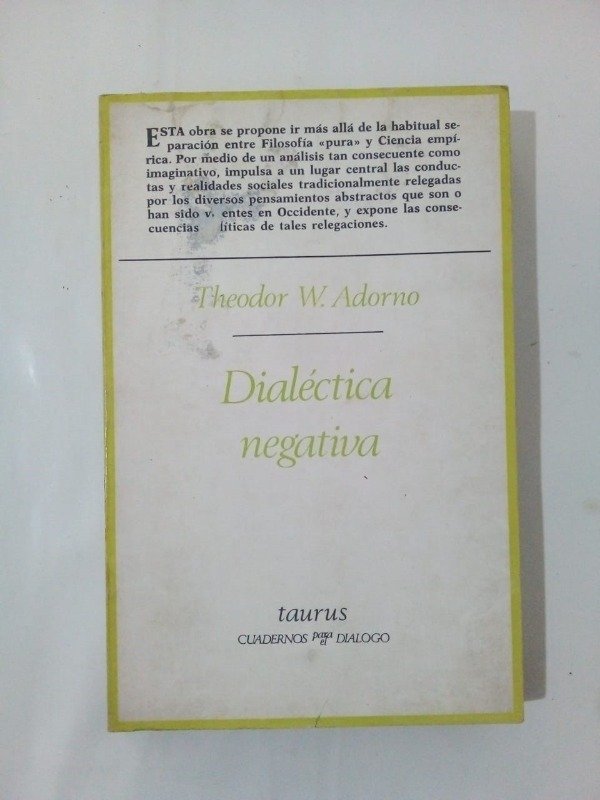 ESTA obra se propone ir más allá de la habitual se-
paración entre Filosofía «pura» y Ciencia empí-
rica. Por medio de un análisis tan consecuente como
imaginativo, impulsa a un lugar central las conduc-
tas y realidades sociales tradicionalmente relegadas
por los diversos pensamientos abstractos que son o
han sido v entes en Occidente, y expone las conse-
cuencias líticas de tales relegaciones.
Theodor W. Adorno
Dialéctica
negativa
taurus
CUADERNOS para el DIALOGO